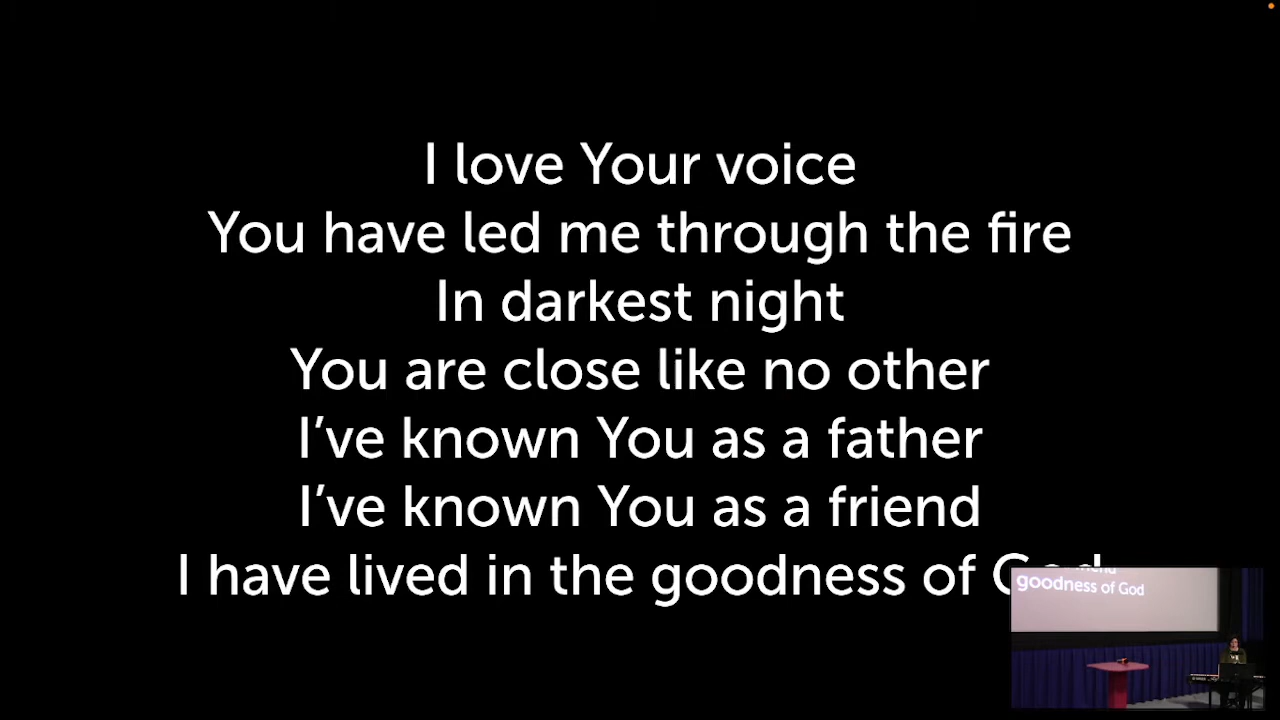 I love Your voice
You have led me through the fire
In darkest night
You are close like no other
I’ve known You as a father
I’ve known You as a friend
I have lived in the goodness of God
goodness of God